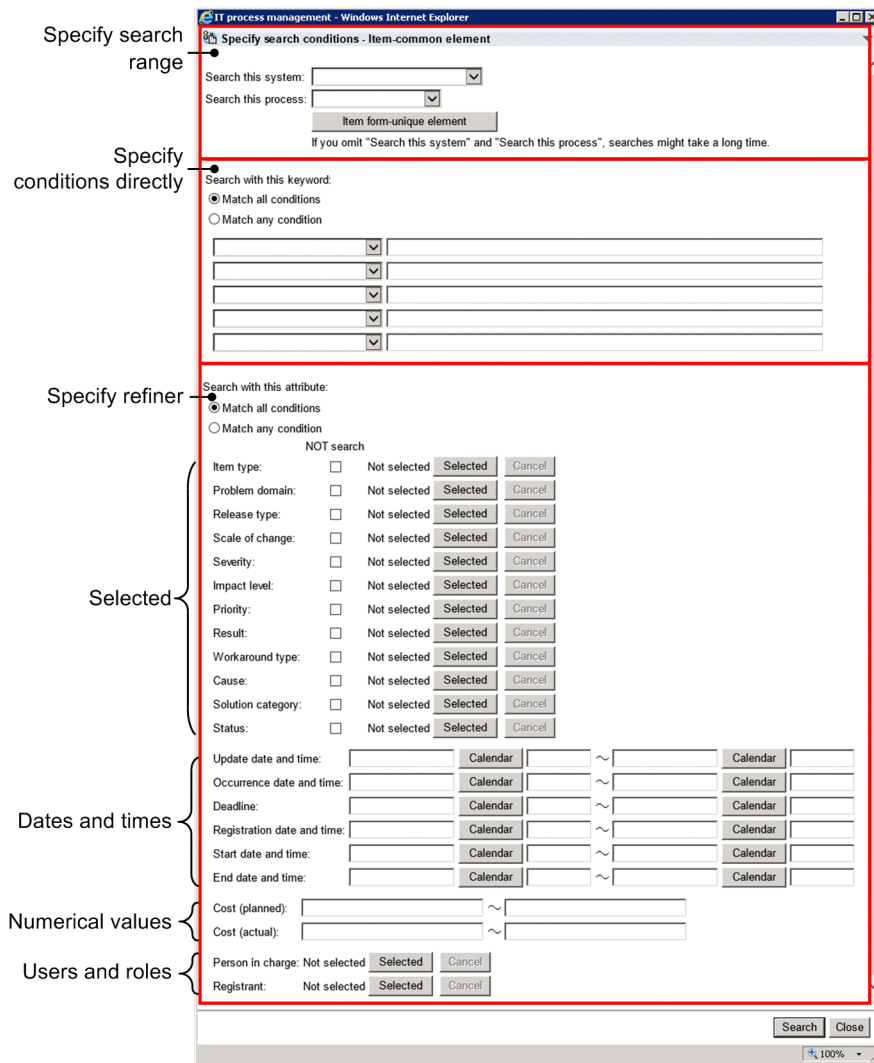 IT process management - Windows Internet Explorer
Specify search range
Specify search conditions - Item-common element
Search this system:
Search this process:
Item form-unique element
If you omit "Search this system" and "Search this process", searches might take a long time.
Specify conditions directly
Search with this keyword:
Match all conditions
Match any condition
Specify refiner
Search with this attribute:
Match all conditions
Match any condition
NOT search
Selected
Item type: Not selected Selected Cancel
Problem domain: Not selected Selected Cancel
Release type: Not selected Selected Cancel
Scale of change: Not selected Selected Cancel
Severity: Not selected Selected Cancel
Impact level: Not selected Selected Cancel
Priority: Not selected Selected Cancel
Result: Not selected Selected Cancel
Workaround type: Not selected Selected Cancel
Cause: Not selected Selected Cancel
Solution category: Not selected Selected Cancel
Status: Not selected Selected Cancel
Dates and times
Update date and time: Calendar ～ Calendar
Occurrence date and time: Calendar ～ Calendar
Deadline: Calendar ～ Calendar
Registration date and time: Calendar ～ Calendar
Start date and time: Calendar ～ Calendar
End date and time: Calendar ～ Calendar
Numerical values
Cost (planned): ～
Cost (actual): ～
Users and roles
Person in charge: Not selected Selected Cancel
Registrant: Not selected Selected Cancel
Search Close
100%